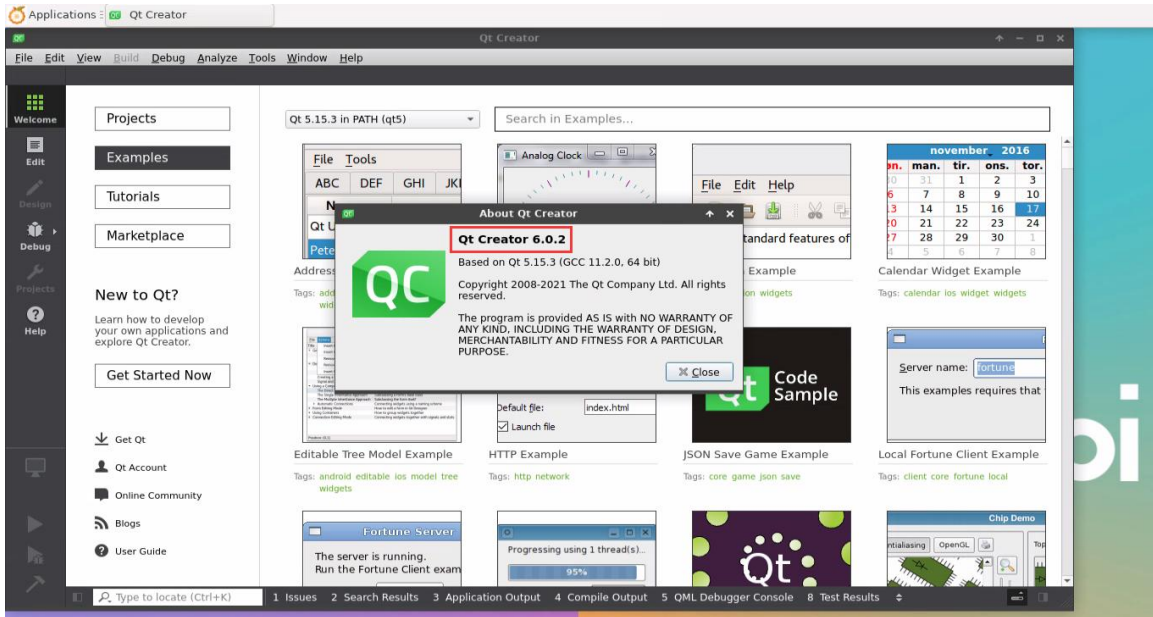 Applications
Qt Creator
Qt Creator
File Edit View Build Debug Analyze Tools Window Help
Welcome
Edit
Design
Debug
Projects
Help
Projects
Examples
Tutorials
Marketplace
New to Qt?
Learn how to develop
your own applications and
explore Qt Creator.
Get Started Now
Get Qt
Qt Account
Online Community
Blogs
User Guide
Qt 5.15.3 in PATH (qt5)
Search in Examples...
File Tools
ABC DEF GHI
Qt
Pete
Address
Tags:
Analog Clock
File Edit Help
tandard features of
Example
widgets
november 2016
man. tir. ons. tor.
31 1 2 3
7 8 9 10
14 15 16 17
21 22 23 24
28 29 30 1
5 6 7 8
Calendar Widget Example
Tags: calendar ios widget widgets
About Qt Creator
Qt Creator 6.0.2
Based on Qt 5.15.3 (GCC 11.2.0, 64 bit)
Copyright 2008-2021 The Qt Company Ltd. All rights
reserved.
The program is provided AS IS with NO WARRANTY OF
ANY KIND, INCLUDING THE WARRANTY OF DESIGN,
MERCHANTABILITY AND FITNESS FOR A PARTICULAR
PURPOSE.
Close
QC
Editable Tree Model Example
Tags: android editable ios model tree
widgets
Default file: index.html
Launch file
HTTP Example
Tags: http network
Qt Code
Sample
JSON Save Game Example
Tags: core game json save
Server name: fortune
This examples requires that
Local Fortune Client Example
Tags: client core fortune local
Fortune Server
The server is running.
Run the Fortune Client exam
Progressing using 1 thread(s)...
95%
Qt
Chip Demo
OpenGL
Type to locate (Ctrl+K)
1 Issues 2 Search Results 3 Application Output 4 Compile Output 5 QML Debugger Console 8 Test Results
pi